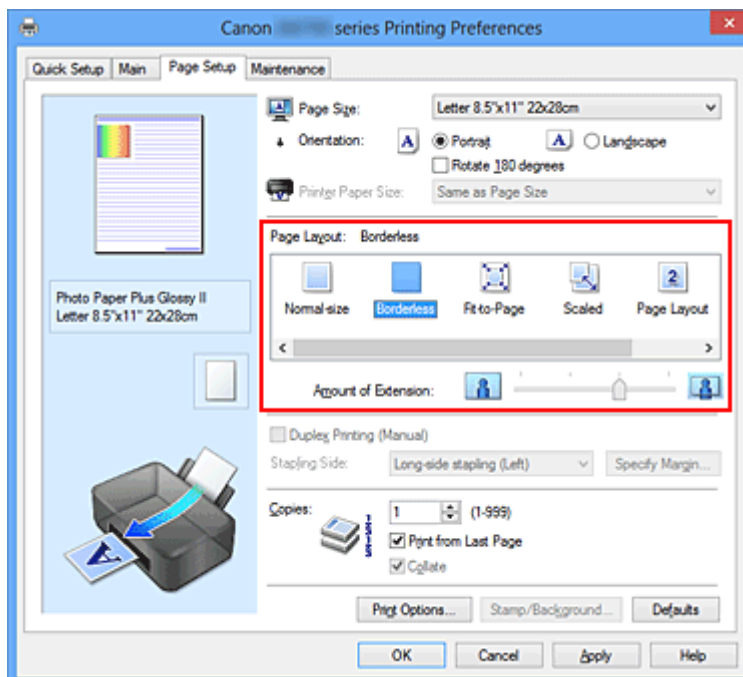 Canon series Printing Preferences
Quick Setup Main Page Setup Maintenance
Page Size: Letter 8.5"x11" 22x28cm
Orientation: A Portrait A Landscape
Rotate 180 degrees
Printer Paper Size: Same as Page Size
Page Layout: Borderless
Normal-size Borderless Fit-to-Page Scaled 2 Page Layout
Photo Paper Plus Glossy II
Letter 8.5"x11" 22x28cm
Amount of Extension:
Duplex Printing (Manual)
Stapling Side: Long-side stapling (Left) Specify Margin...
Copies: 1 (1-999)
Print from Last Page
Collate
A
Print Options... Stamp/Background... Defaults
OK Cancel Apply Help